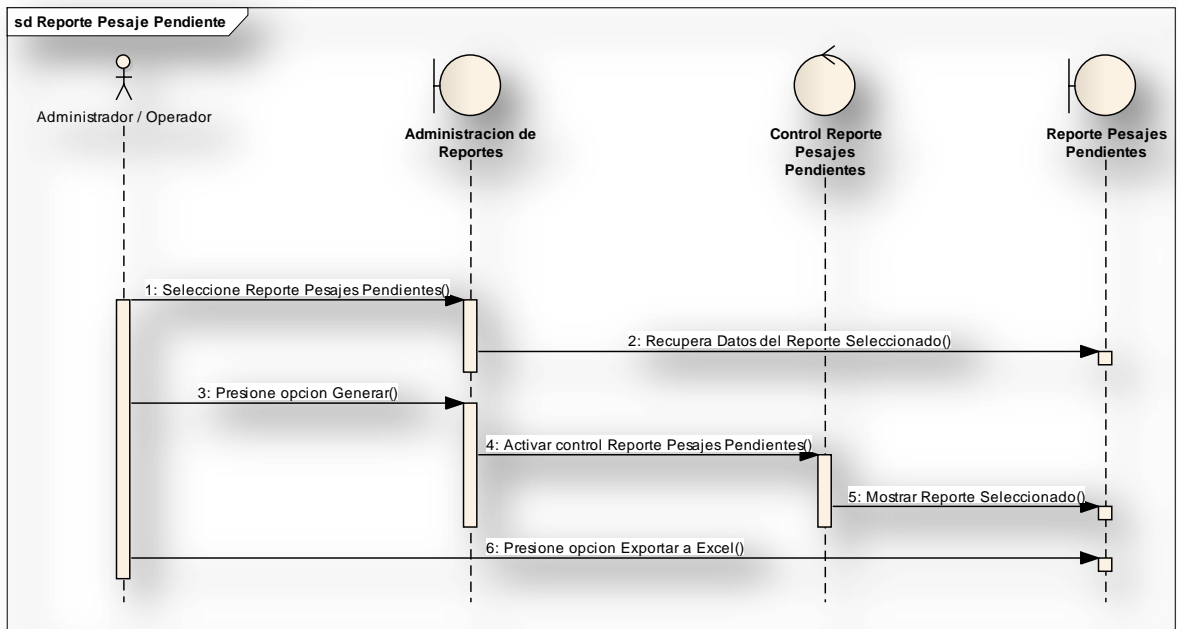 sd Reporte Pesaje Pendiente
Administrador / Operador
Administracion de
Reportes
Control Reporte
Pesajes
Pendientes
Reporte Pesajes
Pendientes
1: Seleccione Reporte Pesajes Pendientes()
2: Recupera Datos del Reporte Seleccionado()
3: Presione opcion Generar()
4: Activar control Reporte Pesajes Pendientes()
5: Mostrar Reporte Seleccionado()
6: Presione opcion Exportar a Excel()